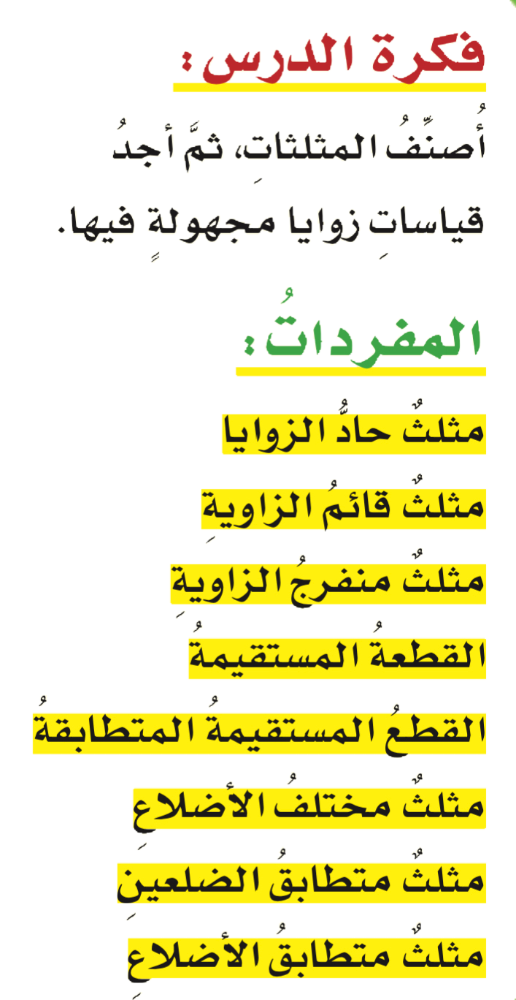 فكرة الدرس:
أُصنِّفُ المثلثاتِ، ثمَّ أجدُ
قياساتِ زوايا مجهولةٍ فيها.
المفرداتُ:
مثلثٌ حادُّ الزوايا
مثلثٌ قائمُ الزاويةِ
مثلثٌ منفرجُ الزاويةِ
القطعةُ المستقيمةُ
القطعُ المستقيمةُ المتطابقةُ
مثلثٌ مختلفُ الأضلاعِ
مثلثٌ متطابقُ الضلعينِ
مثلثٌ متطابقُ الأضلاعِ